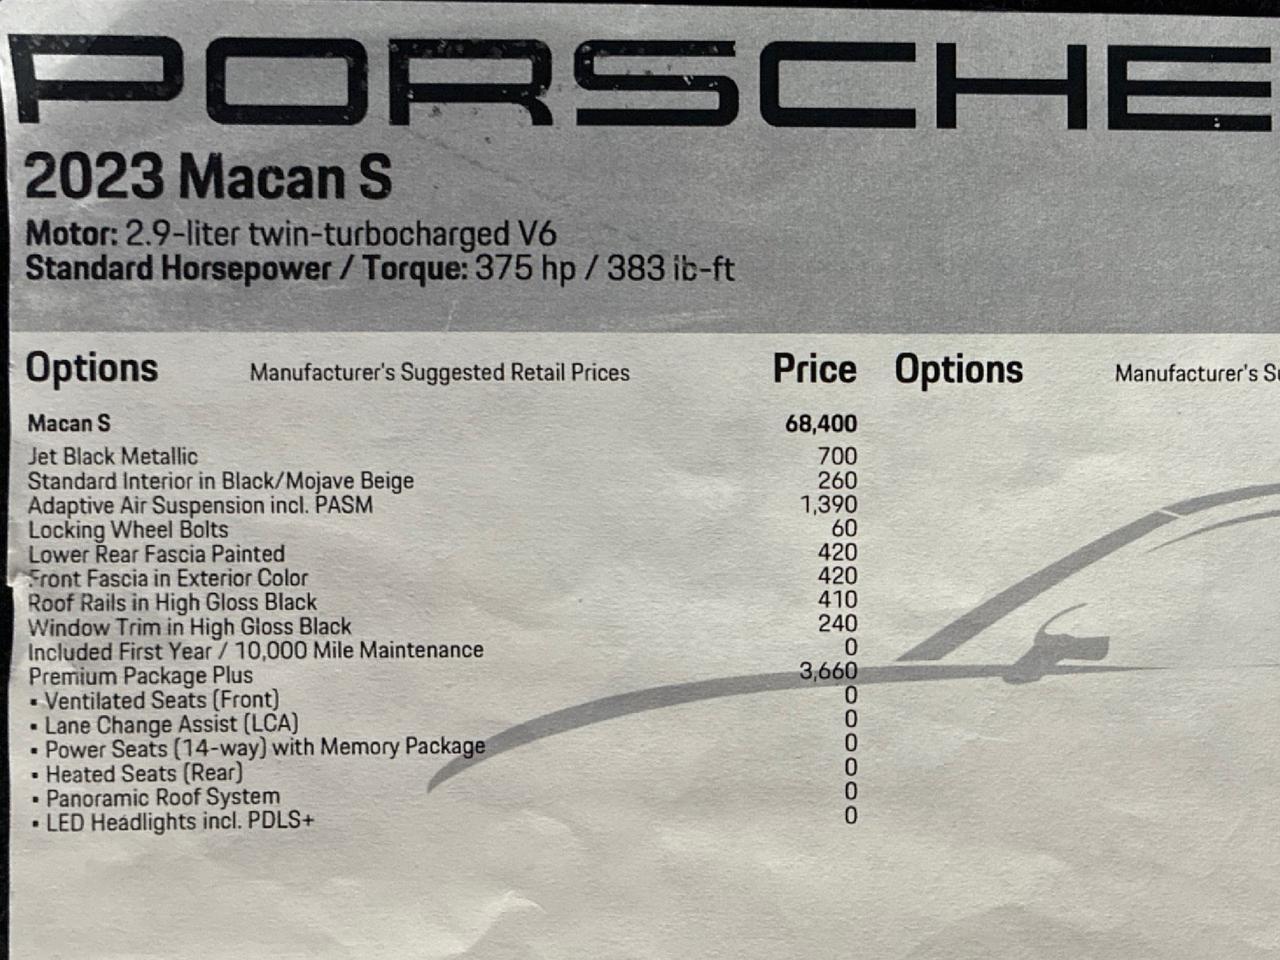 PORSCHE
2023 Macan S
Motor: 2.9-liter twin-turbocharged V6
Standard Horsepower / Torque: 375 hp / 383 lb-ft
Options Manufacturer's Suggested Retail Prices Price Options Manufacturer's
Macan S 68,400
Jet Black Metallic 700
Standard Interior in Black/Mojave Beige 260
Adaptive Air Suspension incl. PASM 1,390
Locking Wheel Bolts 60
Lower Rear Fascia Painted 420
Front Fascia in Exterior Color 420
Roof Rails in High Gloss Black 410
Window Trim in High Gloss Black 240
Included First Year / 10,000 Mile Maintenance 0
Premium Package Plus 3,660
▪ Ventilated Seats (Front) 0
▪ Lane Change Assist (LCA) 0
▪ Power Seats (14-way) with Memory Package 0
▪ Heated Seats (Rear) 0
▪ Panoramic Roof System 0
▪ LED Headlights incl. PDLS+ 0